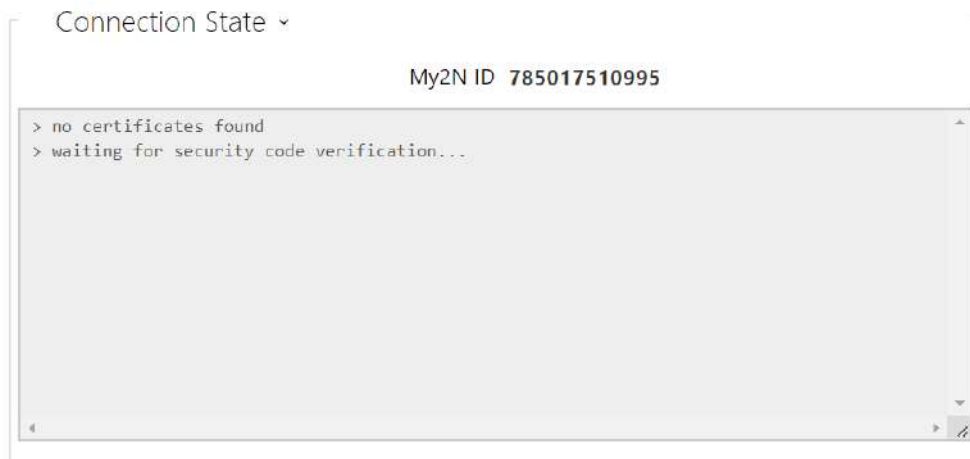 Connection State
My2N ID 785017510995
> no certificates found
> waiting for security code verification...